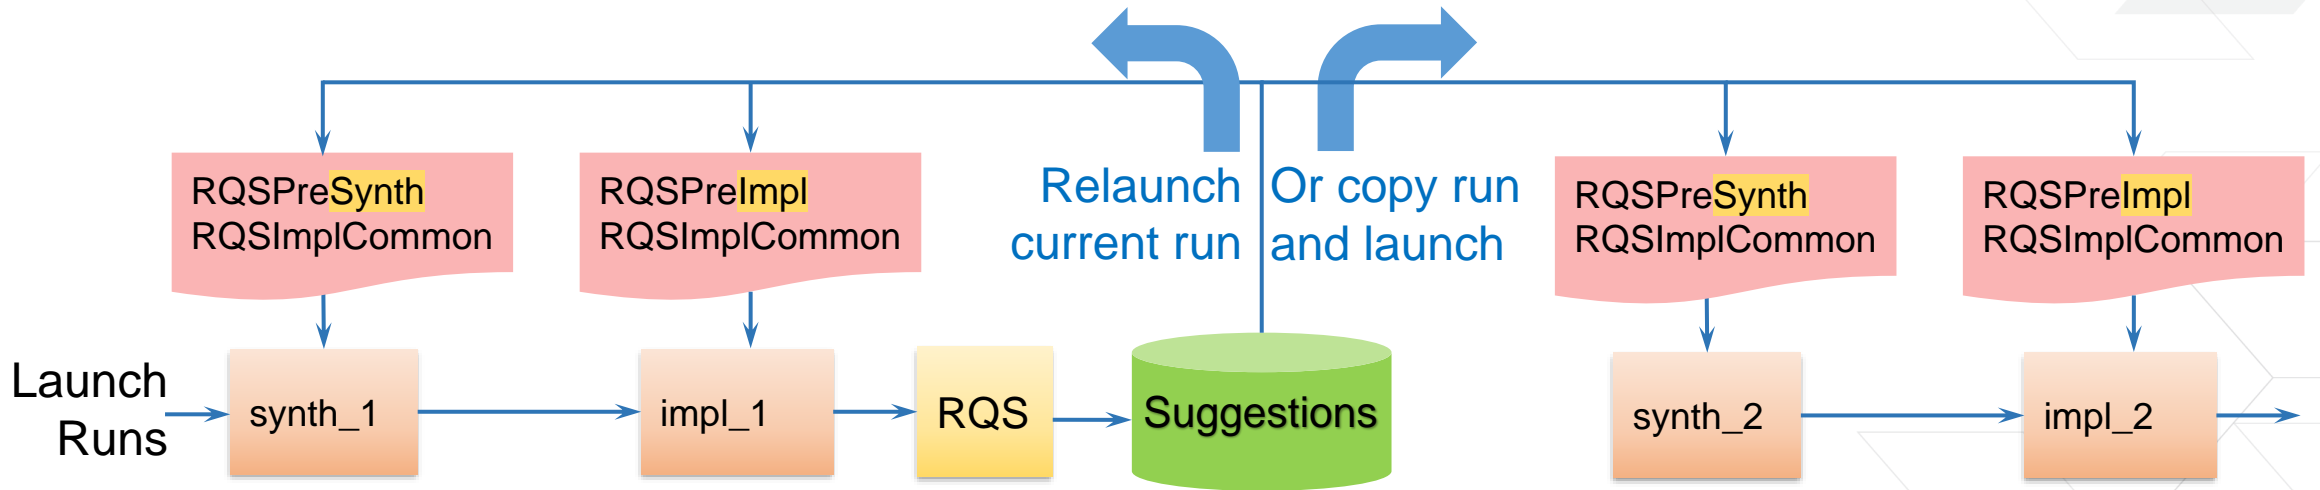 RQSPreSynth
RQSImplCommon
RQSPreImpl
RQSImplCommon
Relaunch
current run
Or copy run
and launch
RQSPreSynth
RQSImplCommon
RQSPreImpl
RQSImplCommon
Launch
Runs
synth_1
impl_1
RQS
Suggestions
synth_2
impl_2